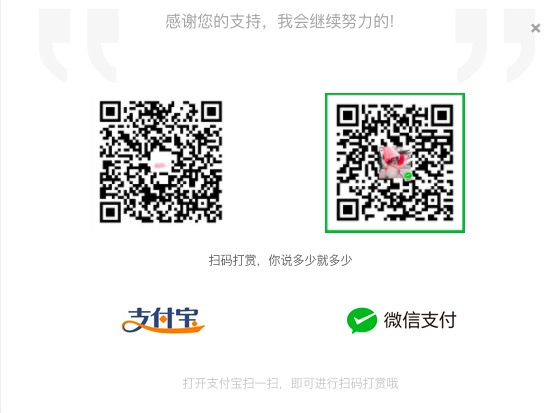 感谢您的支持，我会继续努力的!
扫码打赏，你说多少就多少
支付宝
微信支付
打开支付宝扫一扫，即可进行扫码打赏哦